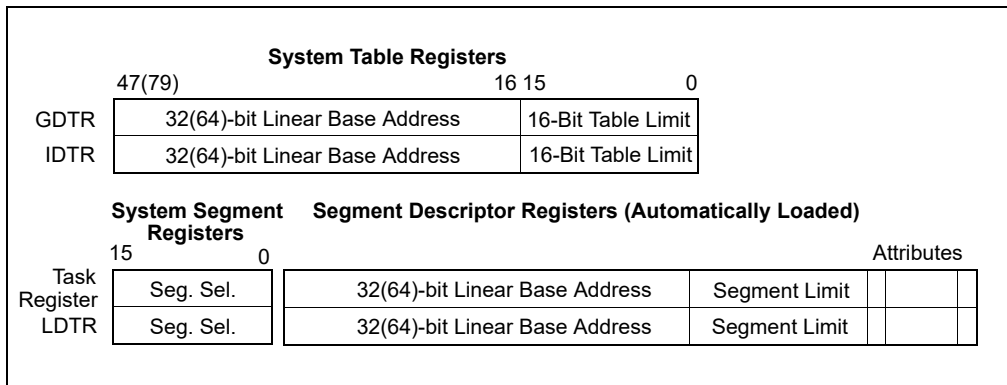 System Table Registers
47(79) 16 15 0
GDTR 32(64)-bit Linear Base Address 16-Bit Table Limit
IDTR 32(64)-bit Linear Base Address 16-Bit Table Limit
System Segment Registers Segment Descriptor Registers (Automatically Loaded)
15 0 Attributes
Task Register Seg. Sel. 32(64)-bit Linear Base Address Segment Limit
LDTR Seg. Sel. 32(64)-bit Linear Base Address Segment Limit